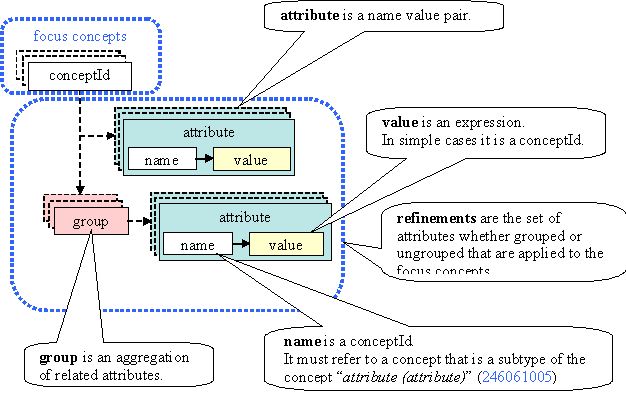 attribute is a name value pair.
focus concepts
conceptId
attribute
name
value
value is an expression.
In simple cases it is a conceptId.
group
attribute
name
value
refinements are the set of
attributes whether grouped or
ungrouped that are applied to the
focus concepts
group is an aggregation
of related attributes.
name is a conceptId
It must refer to a concept that is a subtype of the
concept “attribute (attribute)” (246061005)